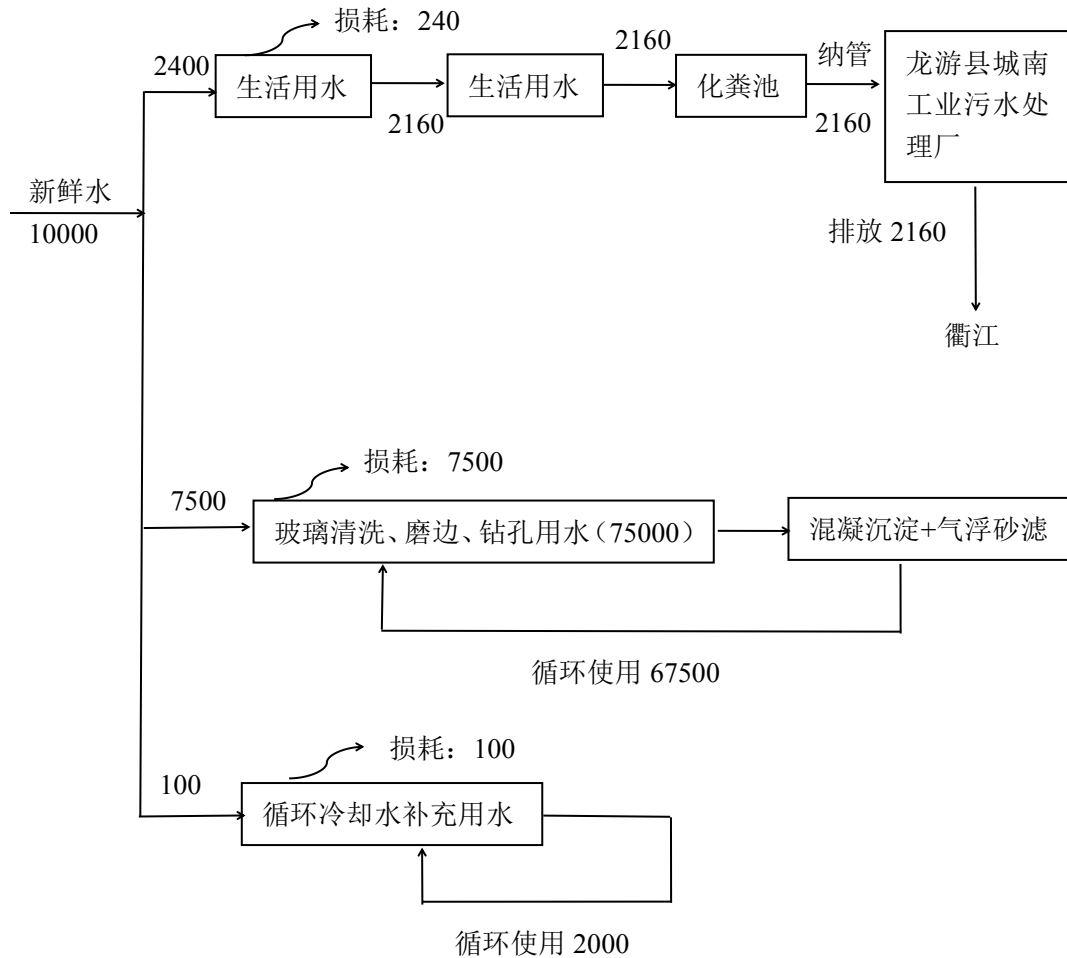 损耗：240
2400
生活用水
2160
生活用水
2160
化粪池
纳管
2160
龙游县城南
工业污水处
理厂
新鲜水
10000
排放 2160
衢江
损耗：7500
7500
玻璃清洗、磨边、钻孔用水（75000）
混凝沉淀+气浮砂滤
循环使用 67500
损耗：100
100
循环冷却水补充用水
循环使用 2000